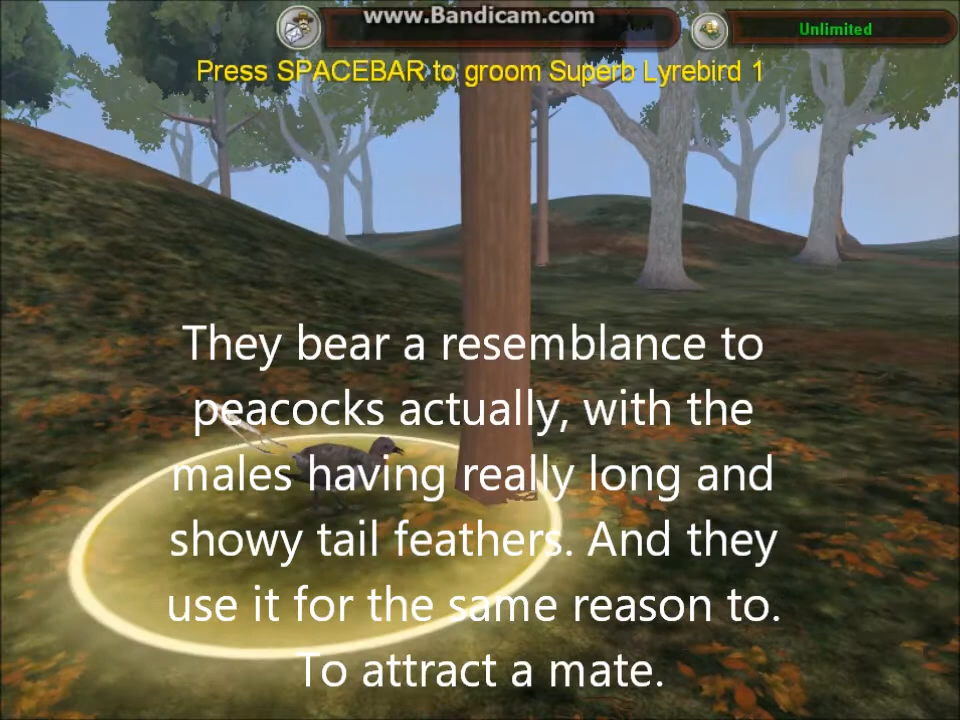 www.Bandicam.com
Unlimited
Press SPACEBAR to groom Superb Lyrebird 1
They bear a resemblance to
peacocks actually, with the
males having really long and
showy tail feathers. And they
use it for the same reason to.
To attract a mate.